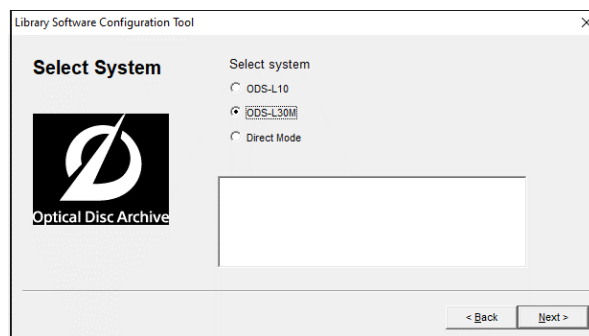 Library Software Configuration Tool
Select System
Select system
ODS-L10
ODS-L30M
Direct Mode
Optical Disc Archive
< Back
Next >